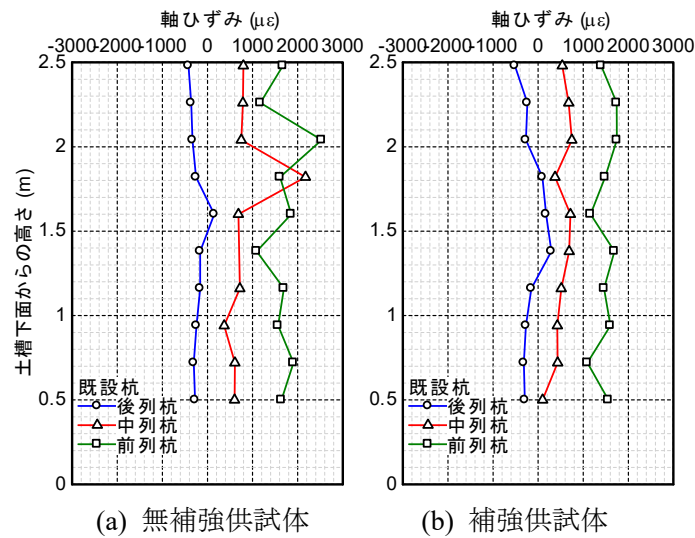 軸ひずみ (με)
-3000-2000-1000 0 1000 2000 3000
2.5
2
1.5
1
0.5
0
土槽下面からの高さ (m)
既設杭
後列杭
中列杭
前列杭
(a) 無補強供試体
軸ひずみ (με)
-3000-2000-1000 0 1000 2000 3000
2.5
2
1.5
1
0.5
0
既設杭
後列杭
中列杭
前列杭
(b) 補強供試体